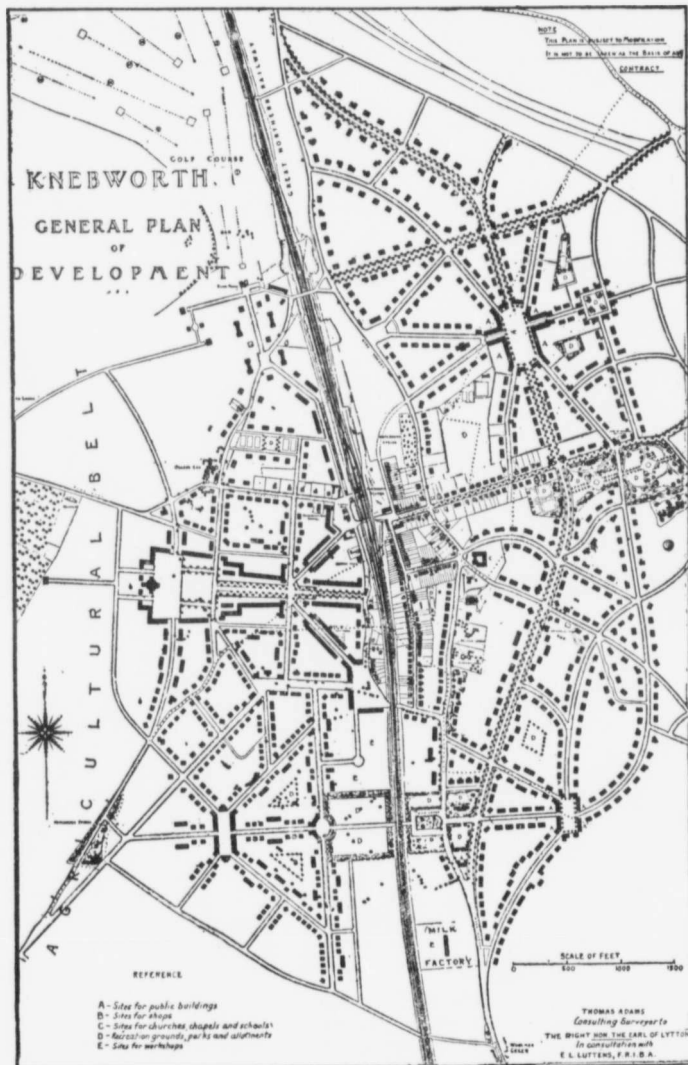 NOTE
THIS PLAN IS SUBJECT TO MODIFICATION
IT IS NOT TO BE TAKEN AS THE BASIS OF ANY
CONTRACT
GREAT NORTHERN
GOLF COURSE
KNEBWORTH.
GENERAL PLAN
OF
DEVELOPMENT
AGRICULTURAL BELT
MILK
FACTORY
SCALE OF FEET
0 500 1000 1500
REFERENCE
A - Sites for public buildings
B - Sites for shops
C - Sites for churches, chapels and schools
D - Recreation grounds, parks and allotments
E - Sites for workshops
THOMAS ADAMS
Consulting Surveyor to
THE RIGHT HON. THE EARL OF LYTTON
In consultation with
E L LUTYENS, F.R.I.B.A.